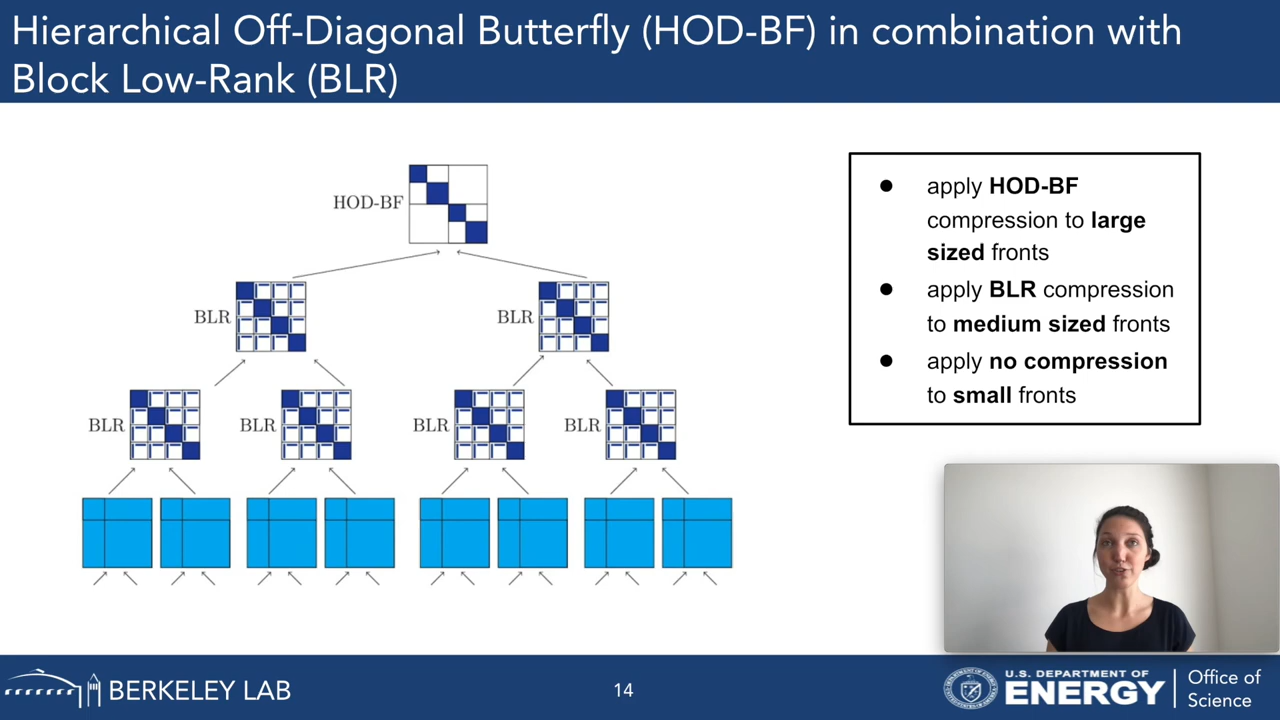 Hierarchical Off-Diagonal Butterfly (HOD-BF) in combination with
Block Low-Rank (BLR)
HOD-BF
BLR
BLR
BLR
BLR
BLR
BLR
● apply HOD-BF
compression to large
sized fronts
● apply BLR compression
to medium sized fronts
● apply no compression
to small fronts
BERKELEY LAB
14
U.S. DEPARTMENT OF
ENERGY
Office of
Science